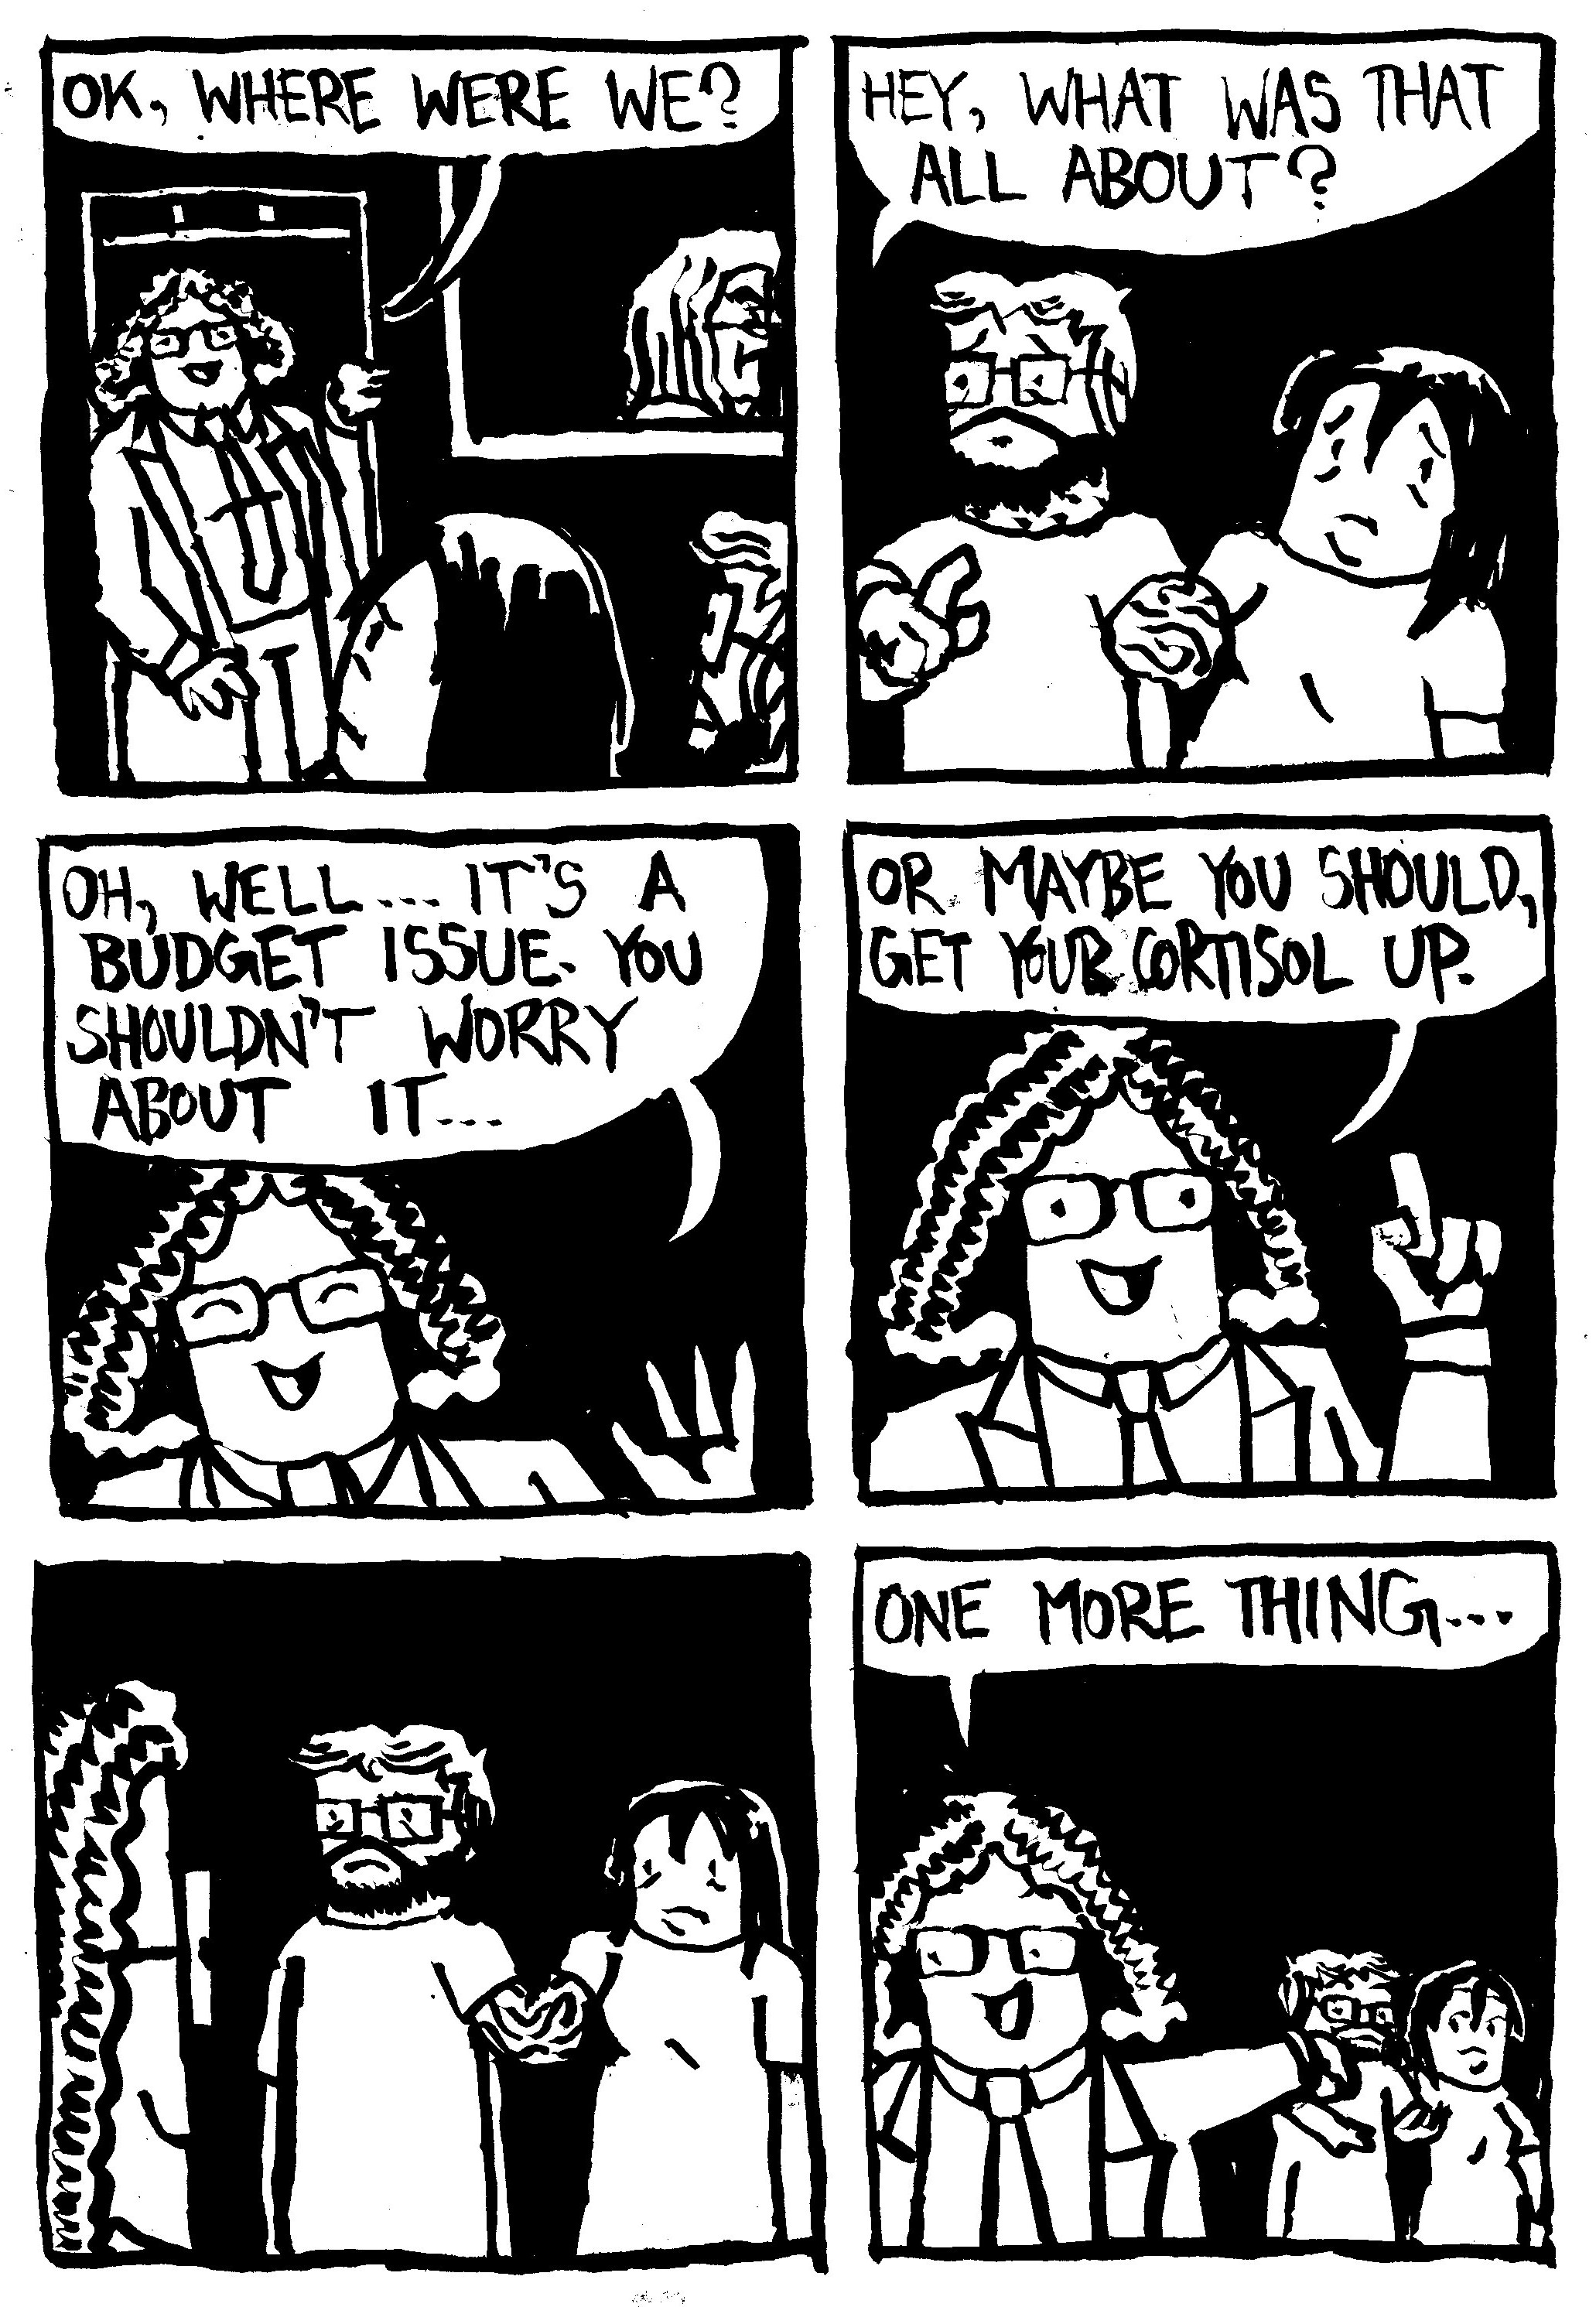 OK, WHERE WERE WE?
HEY, WHAT WAS THAT
ALL ABOUT?
OH, WELL... IT'S A
BUDGET ISSUE. YOU
SHOULDN'T WORRY
ABOUT IT...
OR MAYBE YOU SHOULD,
GET YOUR CORTISOL UP.
ONE MORE THING...